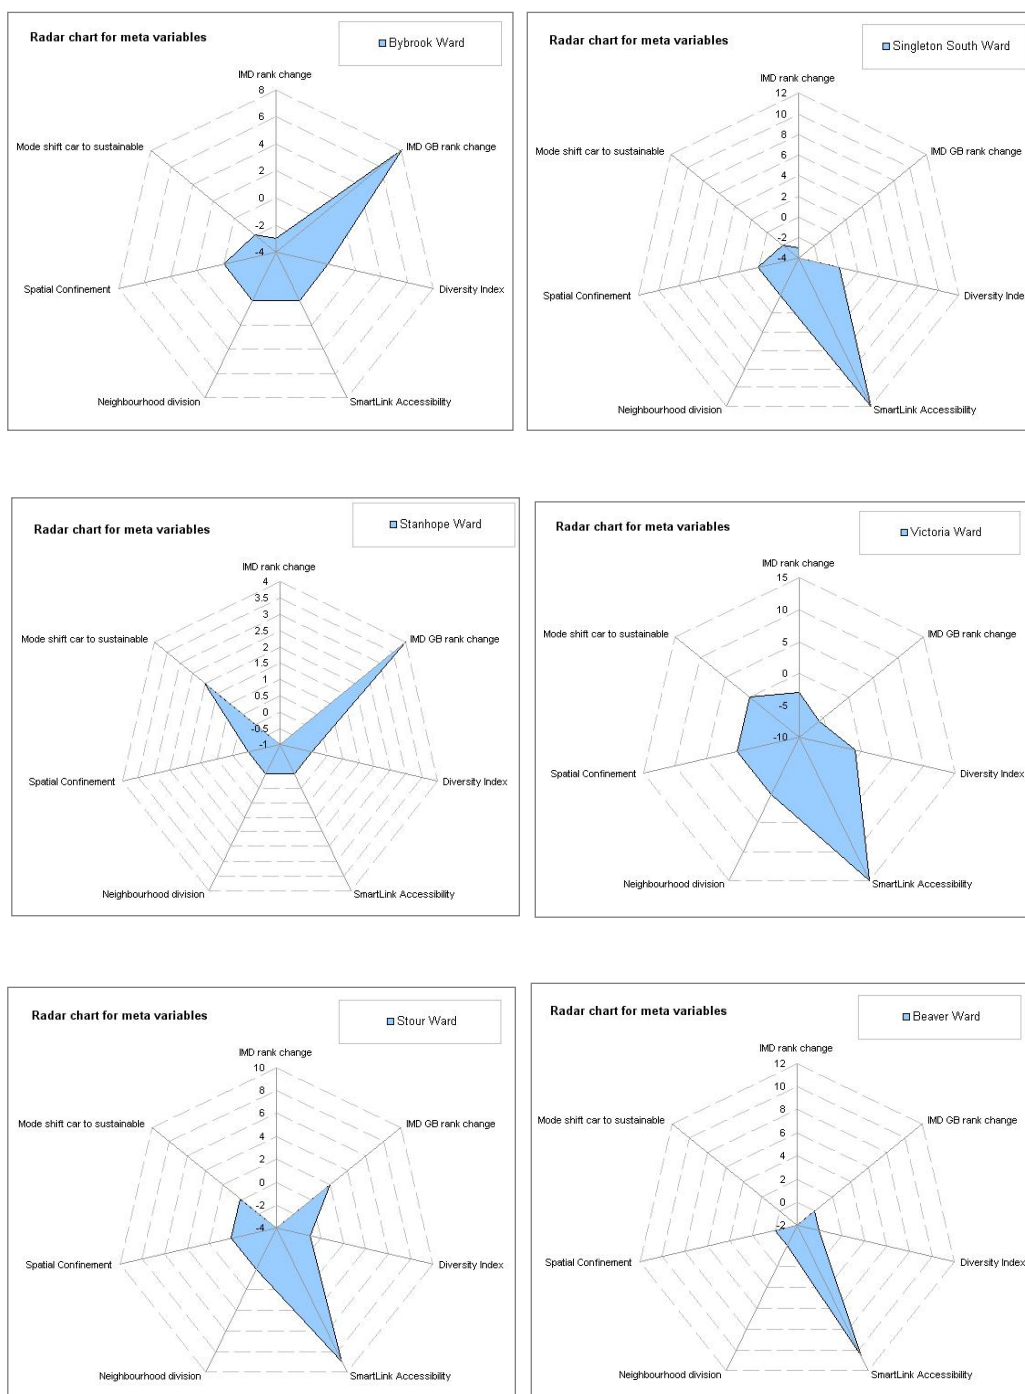 Radar chart for meta variables
Bybrook Ward
IMD rank change
8
6
4
2
0
-2
-4
IMD GB rank change
Diversity Index
SmartLink Accessibility
Neighbourhood division
Spatial Confinement
Mode shift car to sustainable
Radar chart for meta variables
Singleton South Ward
IMD rank change
12
10
8
6
4
2
0
-2
-4
IMD GB rank change
Diversity Index
SmartLink Accessibility
Neighbourhood division
Spatial Confinement
Mode shift car to sustainable
Radar chart for meta variables
Stanhope Ward
IMD rank change
4
3.5
3
2.5
2
1.5
1
0.5
0
-0.5
-1
IMD GB rank change
Diversity Index
SmartLink Accessibility
Neighbourhood division
Spatial Confinement
Mode shift car to sustainable
Radar chart for meta variables
Victoria Ward
IMD rank change
15
10
5
0
-5
-10
IMD GB rank change
Diversity Index
SmartLink Accessibility
Neighbourhood division
Spatial Confinement
Mode shift car to sustainable
Radar chart for meta variables
Stour Ward
IMD rank change
10
8
6
4
2
0
-2
-4
IMD GB rank change
Diversity Index
SmartLink Accessibility
Neighbourhood division
Spatial Confinement
Mode shift car to sustainable
Radar chart for meta variables
Beaver Ward
IMD rank change
12
10
8
6
4
2
0
-2
IMD GB rank change
Diversity Index
SmartLink Accessibility
Neighbourhood division
Spatial Confinement
Mode shift car to sustainable